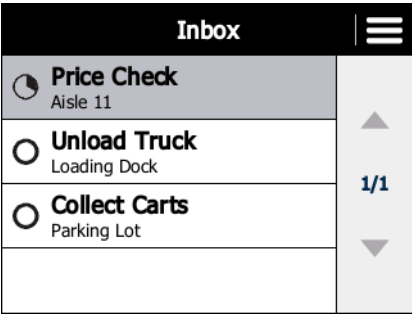 Inbox
Price Check
Aisle 11
Unload Truck
Loading Dock
1/1
Collect Carts
Parking Lot